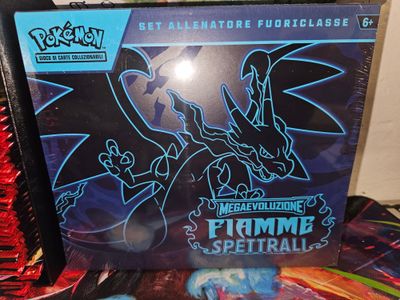 POKÉMON
GIOCO DI CARTE COLLEZIONABILI
SET ALLENATORE FUORICLASSE
6+
MEGAEVOLUZIONE
FIAMME
SPETTRALI